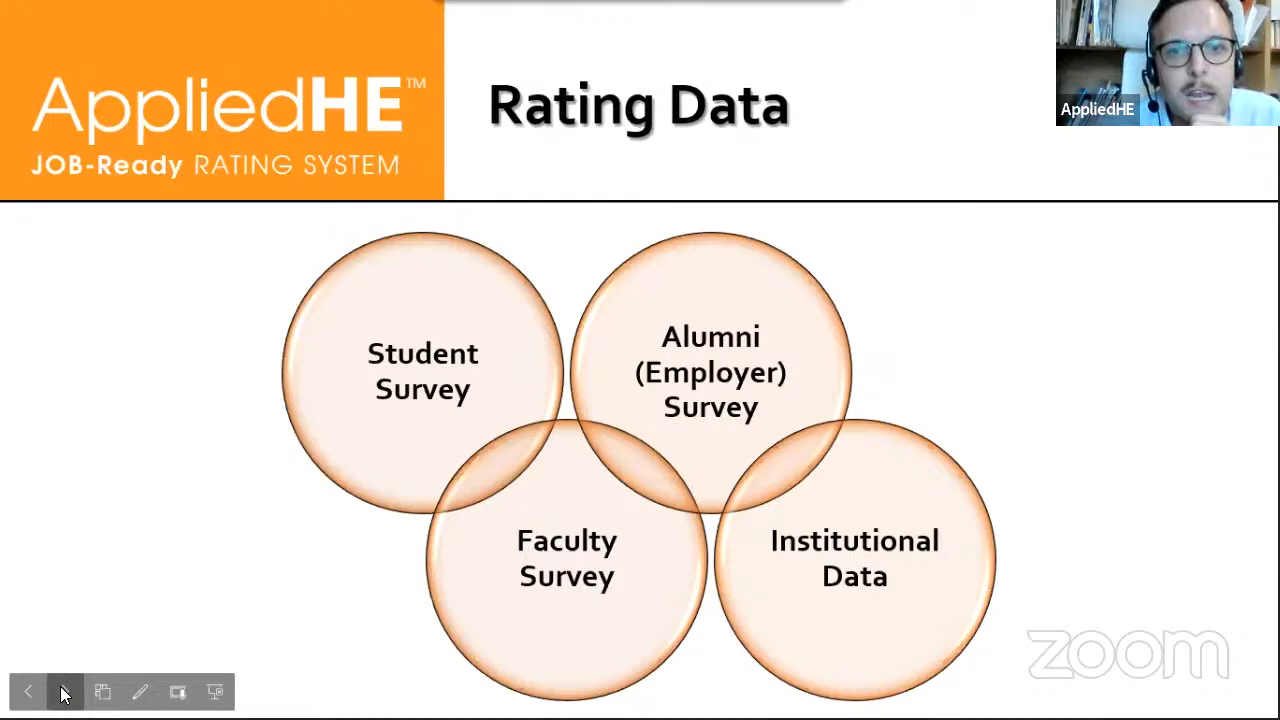 AppliedHE™
JOB-Ready RATING SYSTEM
Rating Data
AppliedHE
Student
Survey
Alumni
(Employer)
Survey
Faculty
Survey
Institutional
Data
zoom